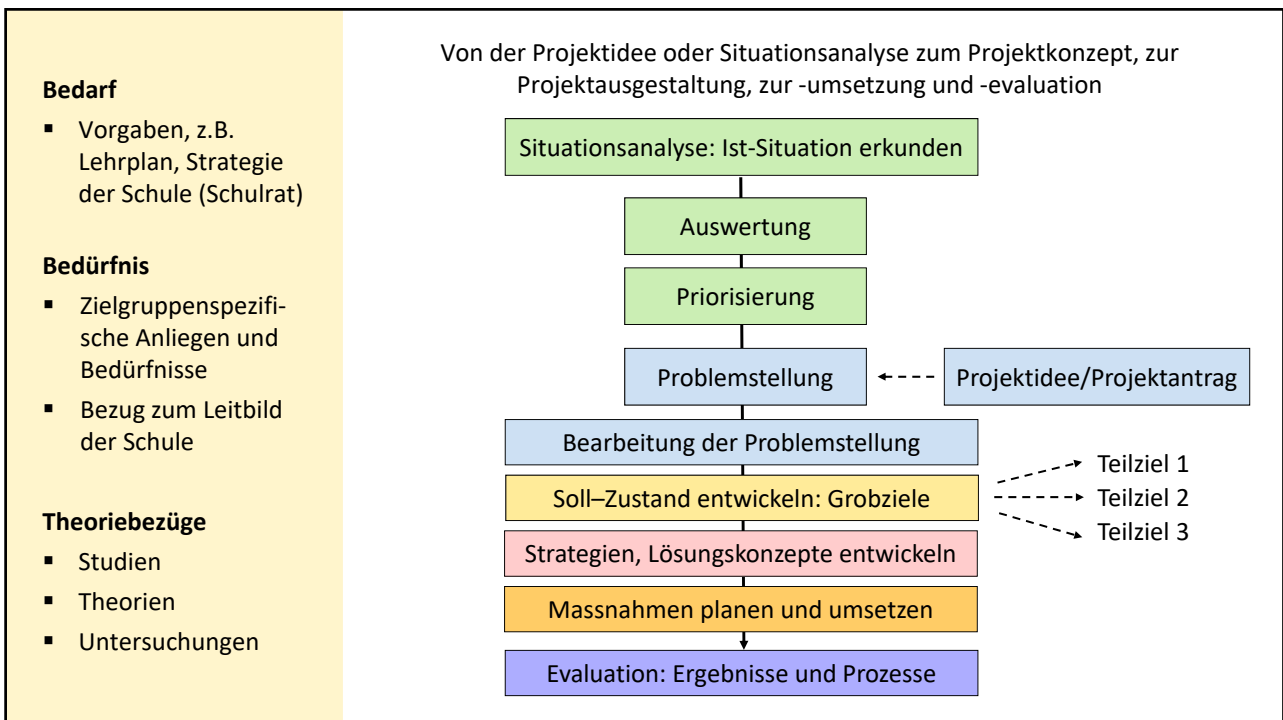 Bedarf
▪ Vorgaben, z.B.
Lehrplan, Strategie
der Schule (Schulrat)
Bedürfnis
▪ Zielgruppenspezifi-
sche Anliegen und
Bedürfnisse
▪ Bezug zum Leitbild
der Schule
Theoriebezüge
▪ Studien
▪ Theorien
▪ Untersuchungen
Von der Projektidee oder Situationsanalyse zum Projektkonzept, zur
Projektausgestaltung, zur -umsetzung und -evaluation
Situationsanalyse: Ist-Situation erkunden
Auswertung
Priorisierung
Problemstellung
Projektidee/Projektantrag
Bearbeitung der Problemstellung
Soll–Zustand entwickeln: Grobziele
Teilziel 1
Teilziel 2
Teilziel 3
Strategien, Lösungskonzepte entwickeln
Massnahmen planen und umsetzen
Evaluation: Ergebnisse und Prozesse